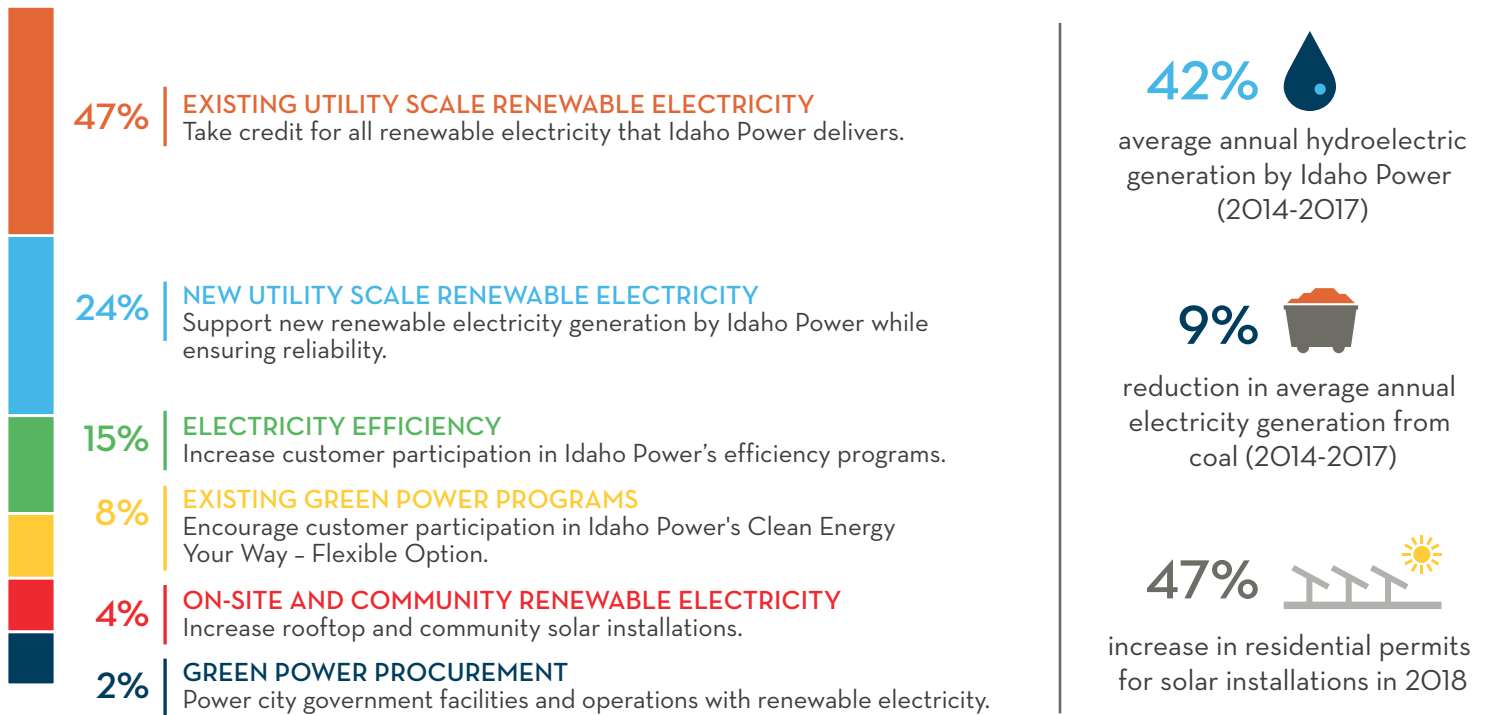 47%
EXISTING UTILITY SCALE RENEWABLE ELECTRICITY
Take credit for all renewable electricity that Idaho Power delivers.
24%
NEW UTILITY SCALE RENEWABLE ELECTRICITY
Support new renewable electricity generation by Idaho Power while
ensuring reliability.
15%
ELECTRICITY EFFICIENCY
Increase customer participation in Idaho Power’s efficiency programs.
8%
EXISTING GREEN POWER PROGRAMS
Encourage customer participation in Idaho Power's Clean Energy
Your Way – Flexible Option.
4%
ON-SITE AND COMMUNITY RENEWABLE ELECTRICITY
Increase rooftop and community solar installations.
2%
GREEN POWER PROCUREMENT
Power city government facilities and operations with renewable electricity.
42%
average annual hydroelectric
generation by Idaho Power
(2014-2017)
9%
reduction in average annual
electricity generation from
coal (2014-2017)
47%
increase in residential permits
for solar installations in 2018